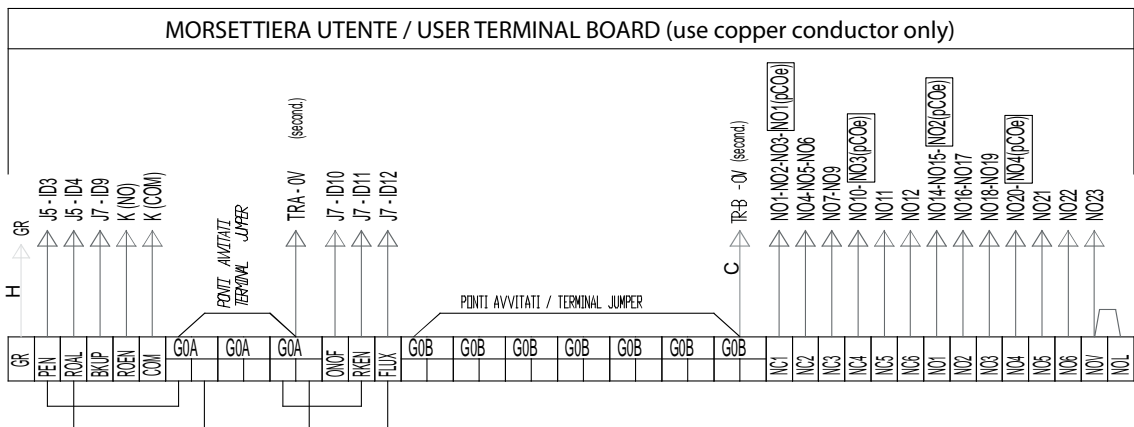 MORSETTIERA UTENTE / USER TERMINAL BOARD (use copper conductor only)
H
GR
J5 - ID3
J5 - ID4
J7 - ID9
K (NO)
K (COM)
PONTI AVVITATI
TERMINAL JUMPER
TRA - 0V (second.)
J7 - ID10
J7 - ID11
J7 - ID12
PONTI AVVITATI / TERMINAL JUMPER
C
TR-B - 0V (second.)
NO1-NO2-NO3-NO1(pCOe)
NO4-NO5-NO6
NO7-NO9
NO10-NO3(pCOe)
NO11
NO12
NO14-NO15-NO2(pCOe)
NO16-NO17
NO18-NO19
NO20-NO4(pCOe)
NO21
NO22
NO23
GR
PEN
ROAL
BKUP
ROEN
COM
G0A
G0A
G0A
ONOF
RKEN
FLUX
G0B
G0B
G0B
G0B
G0B
G0B
G0B
NC1
NC2
NC3
NC4
NC5
NC6
NO1
NO2
NO3
NO4
NO5
NO6
NOV
NOL